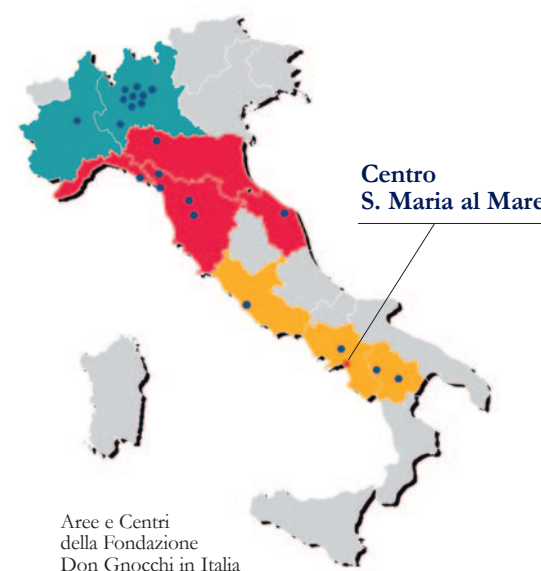 Centro
S. Maria al Mare
Aree e Centri
della Fondazione
Don Gnocchi in Italia